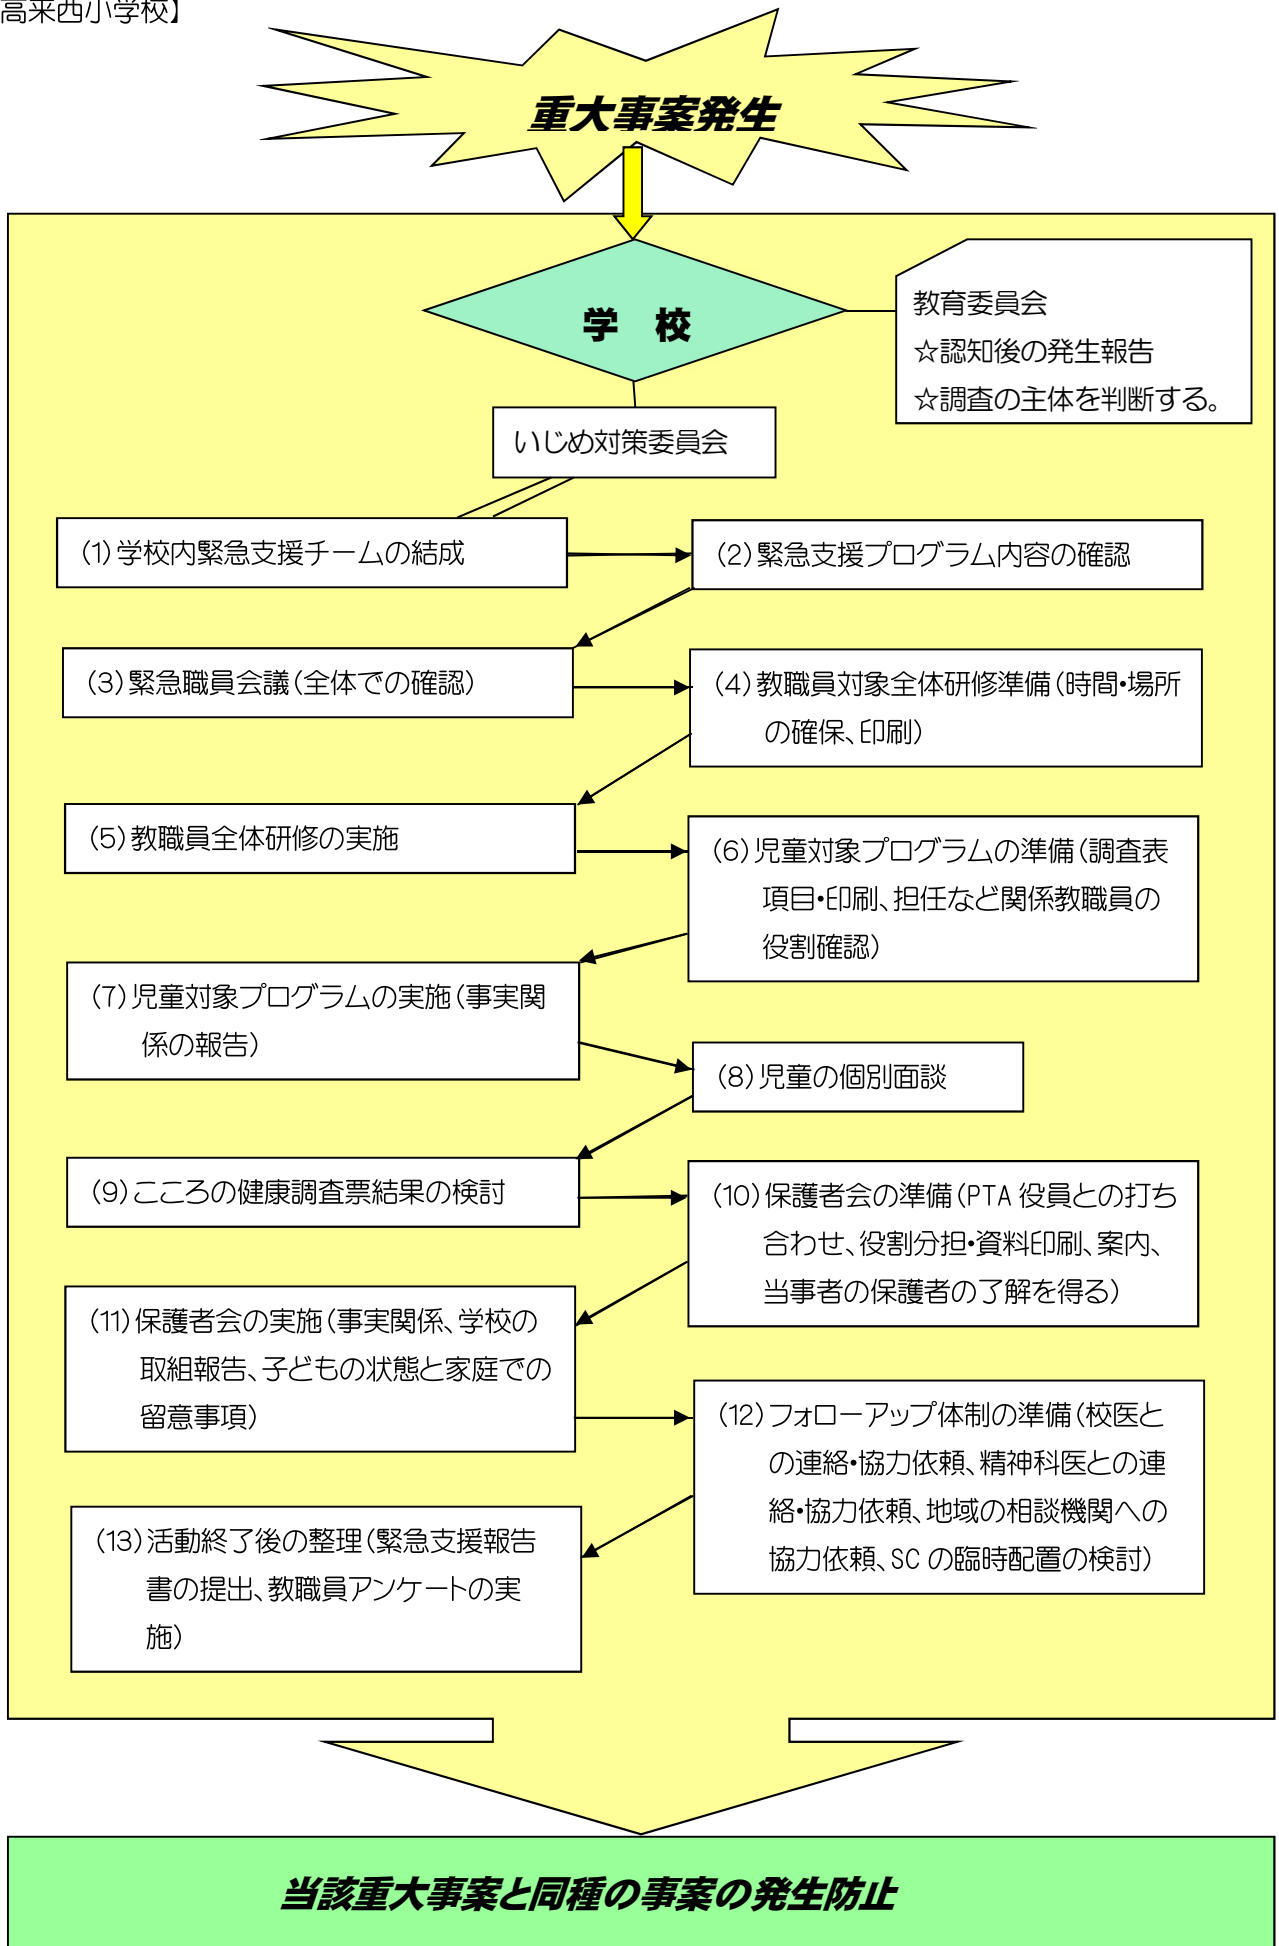 高来西小学校】
重大事案発生
学　校
教育委員会
☆認知後の発生報告
☆調査の主体を判断する。
いじめ対策委員会
(1)学校内緊急支援チームの結成
(2)緊急支援プログラム内容の確認
(3)緊急職員会議(全体での確認)
(4)教職員対象全体研修準備(時間・場所
の確保、印刷)
(5)教職員全体研修の実施
(6)児童対象プログラムの準備(調査表
項目・印刷、担任など関係教職員の
役割確認)
(7)児童対象プログラムの実施(事実関
係の報告)
(8)児童の個別面談
(9)こころの健康調査票結果の検討
(10)保護者会の準備(PTA 役員との打ち
合わせ、役割分担・資料印刷、案内、
当事者の保護者の了解を得る)
(11)保護者会の実施(事実関係、学校の
取組報告、子どもの状態と家庭での
留意事項)
(12)フォローアップ体制の準備(校医と
の連絡・協力依頼、精神科医との連
絡・協力依頼、地域の相談機関への
協力依頼、SC の臨時配置の検討)
(13)活動終了後の整理(緊急支援報告
書の提出、教職員アンケートの実
施)
当該重大事案と同種の事案の発生防止